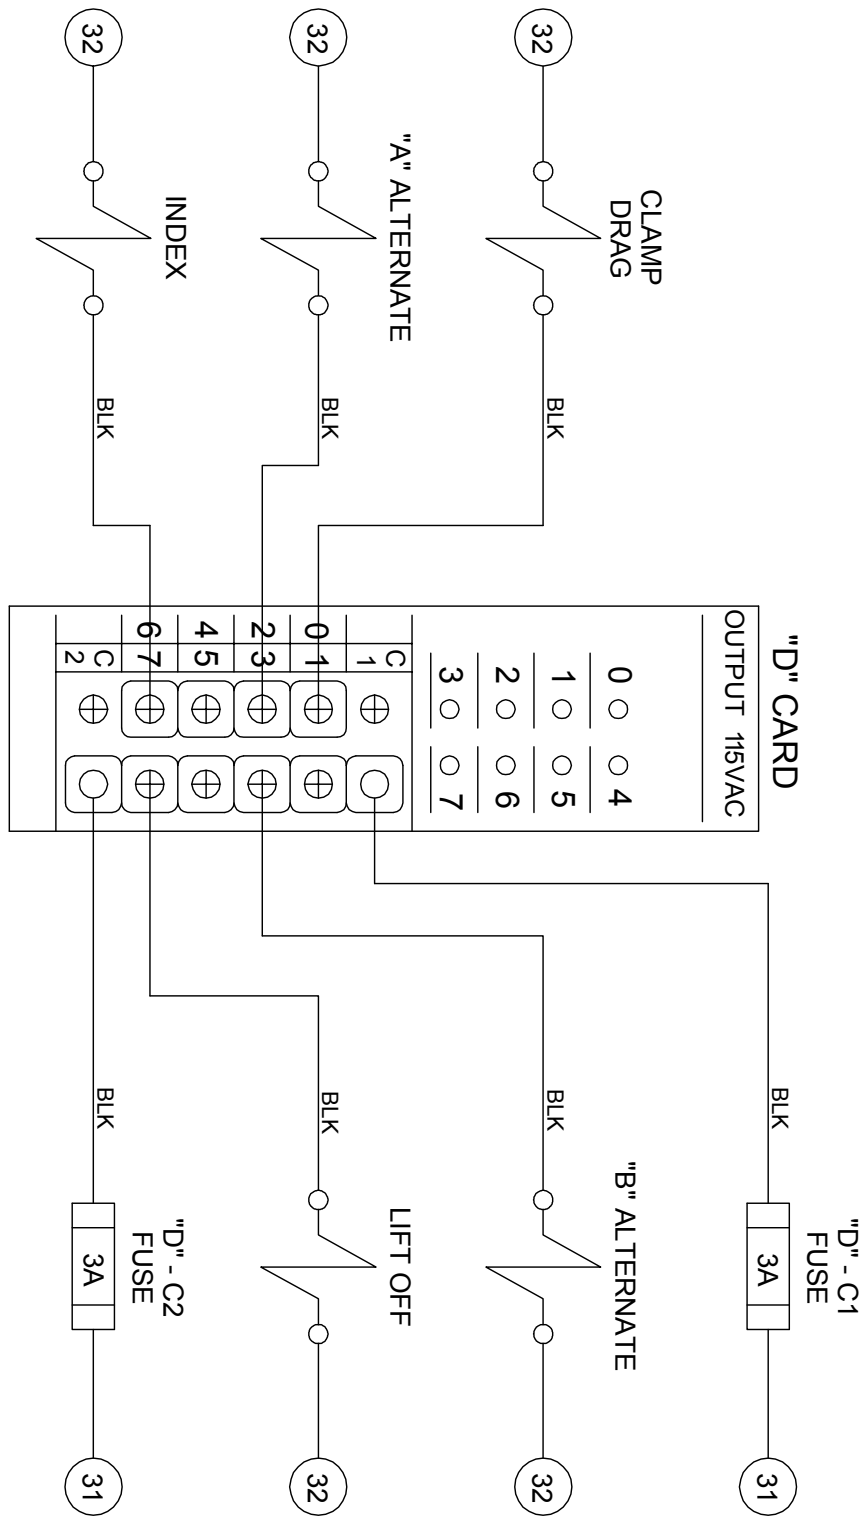 CLAMP
DRAG
32
BLK
"A" ALTERNATE
32
BLK
INDEX
32
BLK
"D" CARD
OUTPUT 115VAC
0 4
1 5
2 6
3 7
C
1
0 1
2 3
4 5
6 7
C
2
"D" - C1
FUSE
BLK
3A
31
"B" ALTERNATE
BLK
32
LIFT OFF
BLK
32
"D" - C2
FUSE
BLK
3A
31